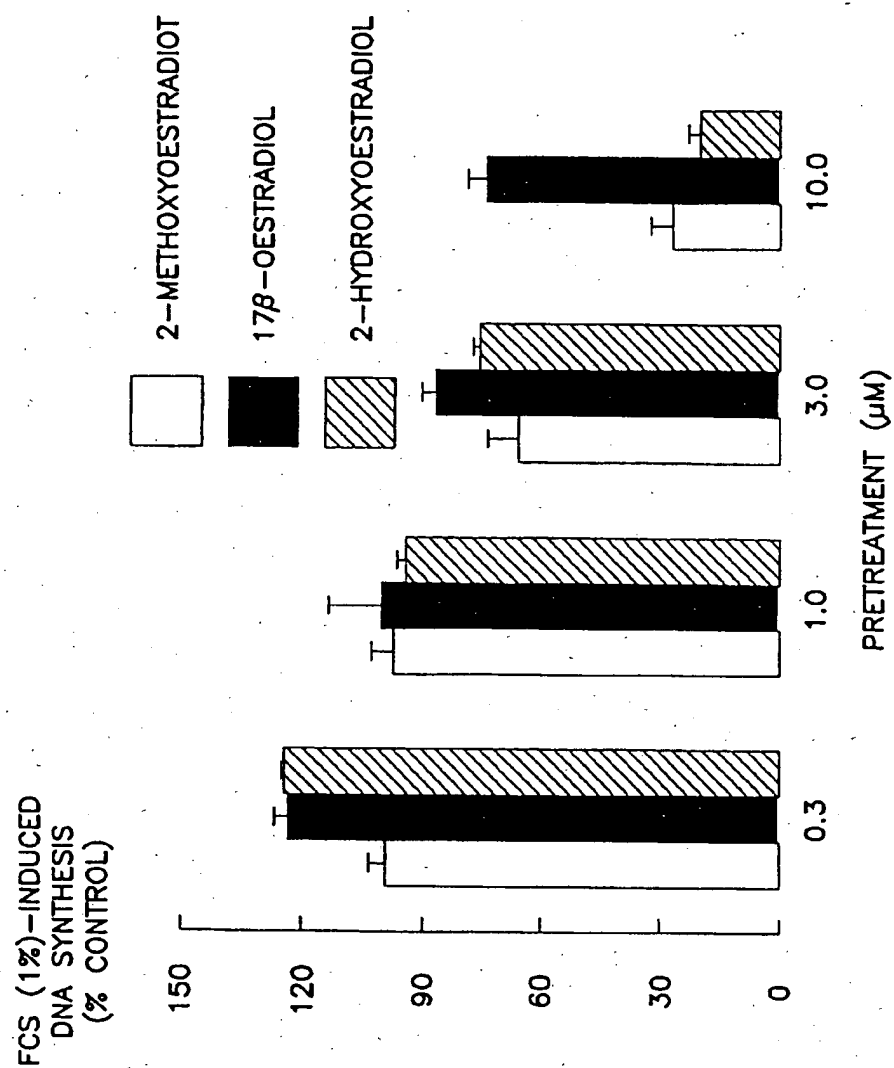 FCS (1%)-INDUCED
DNA SYNTHESIS
(% CONTROL)
2-METHOXYOESTRADIOT
17β-OESTRADIOL
2-HYDROXYOESTRADIOL
150
120
90
60
30
0
0.3
1.0
3.0
10.0
PRETREATMENT (μM)